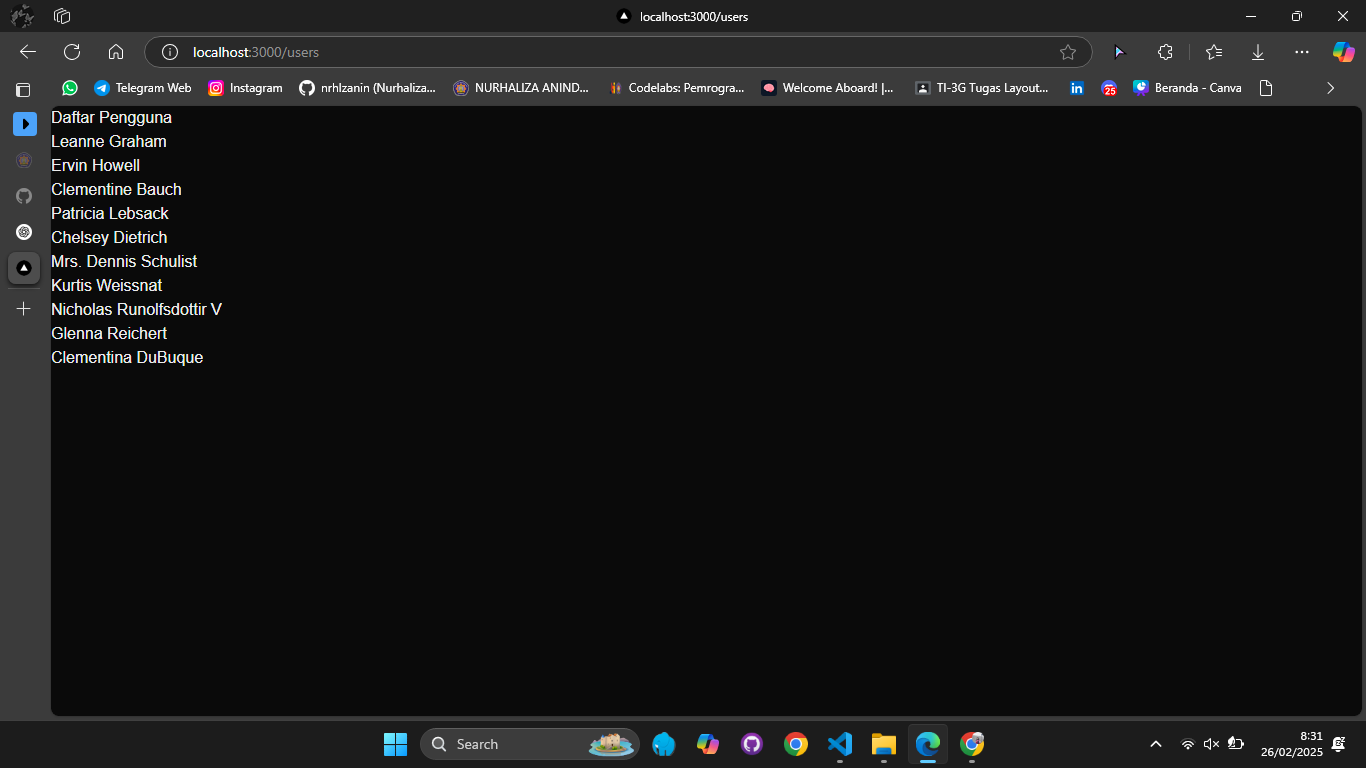 localhost:3000/users
localhost:3000/users
Telegram Web
Instagram
nrhlzanin (Nurhaliza...
NURHALIZA ANIND...
Codelabs: Pemrogra...
Welcome Aboard! |...
TI-3G Tugas Layout...
in
25
Beranda - Canva
Daftar Pengguna
Leanne Graham
Ervin Howell
Clementine Bauch
Patricia Lebsack
Chelsey Dietrich
Mrs. Dennis Schulist
Kurtis Weissnat
Nicholas Runolfsdottir V
Glenna Reichert
Clementina DuBuque
Search
8:31
26/02/2025